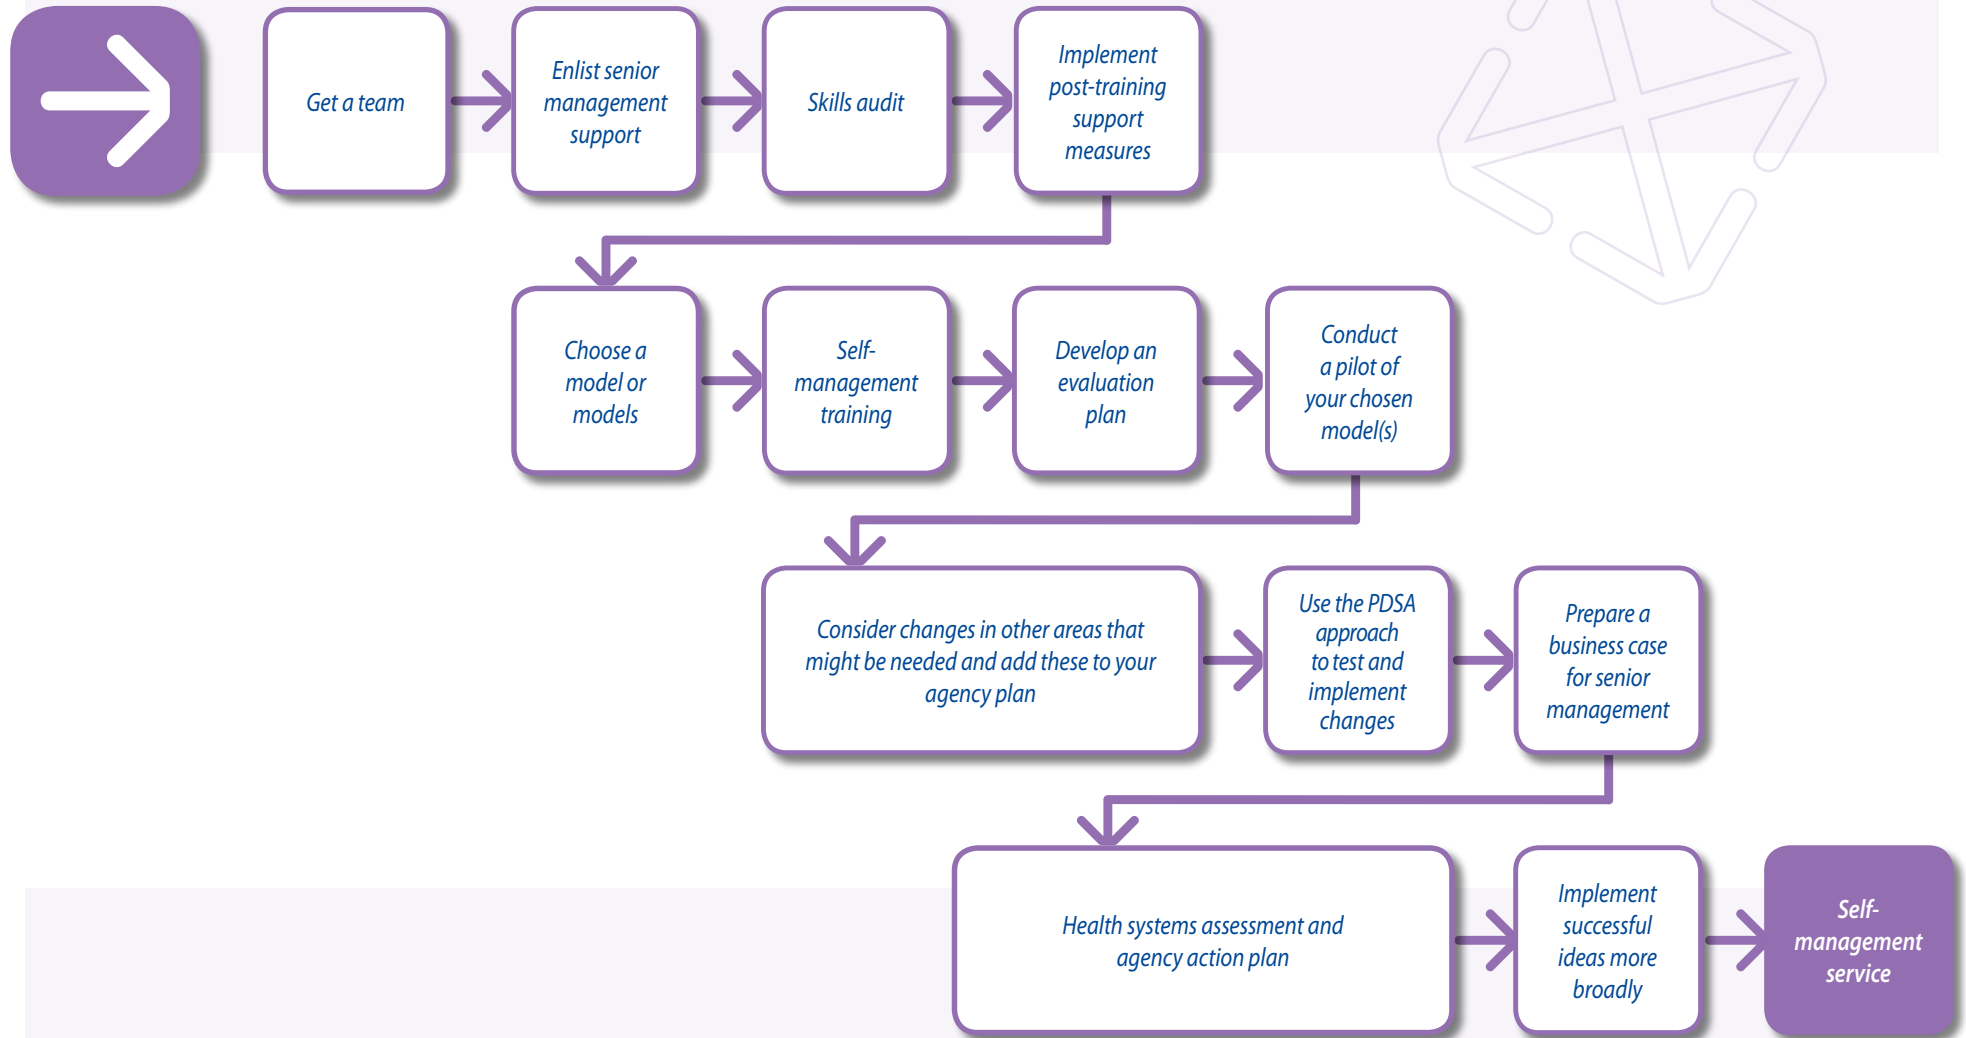 Get a team
Enlist senior
management
support
Skills audit
Implement
post-training
support
measures
Choose a
model or
models
Self-
management
training
Develop an
evaluation
plan
Conduct
a pilot of
your chosen
model(s)
Consider changes in other areas that
might be needed and add these to your
agency plan
Use the PDSA
approach
to test and
implement
changes
Prepare a
business case
for senior
management
Health systems assessment and
agency action plan
Implement
successful
ideas more
broadly
Self-
management
service